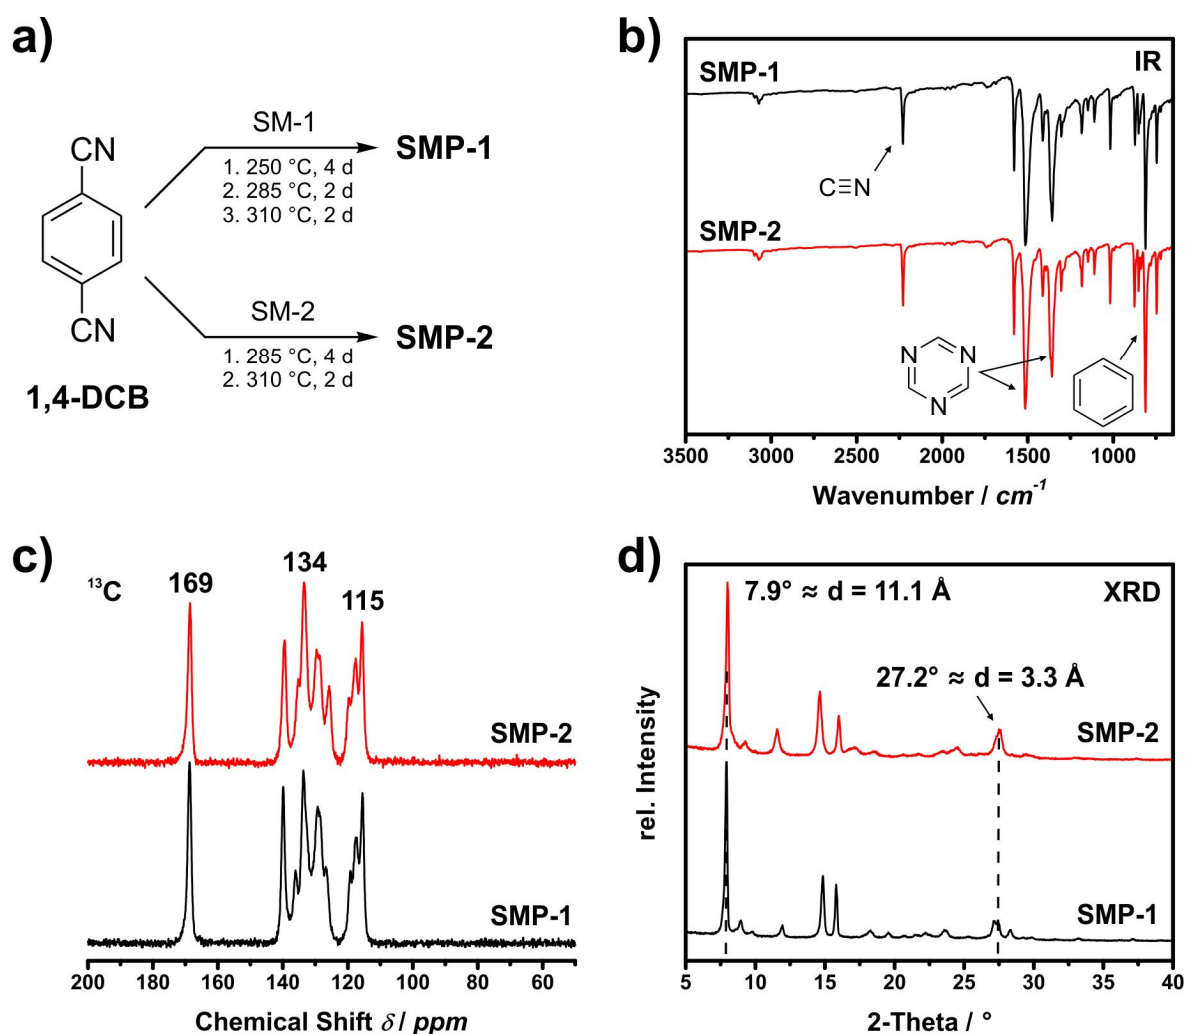 a)
CN
CN
1,4-DCB
SM-1
1. 250 °C, 4 d
2. 285 °C, 2 d
3. 310 °C, 2 d
SMP-1
SM-2
1. 285 °C, 4 d
2. 310 °C, 2 d
SMP-2
b)
IR
SMP-1
C≡N
SMP-2
N
N
N
3500 3000 2500 2000 1500 1000
Wavenumber / cm⁻¹
c)
¹³C
169
134
115
SMP-2
SMP-1
200 180 160 140 120 100 80 60
Chemical Shift δ / ppm
d)
XRD
7.9° ≈ d = 11.1 Å
27.2° ≈ d = 3.3 Å
SMP-2
SMP-1
rel. Intensity
5 10 15 20 25 30 35 40
2-Theta / °